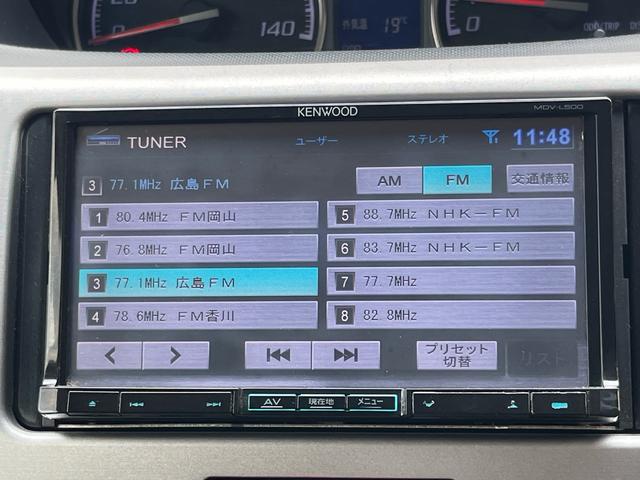 140
外気温 19℃
KENWOOD
MDV-L500
TUNER
ユーザー
ステレオ
11:48
3 77.1MHz 広島FM
AM
FM
交通情報
1 80.4MHz FM岡山
5 88.7MHz NHK-FM
2 76.8MHz FM岡山
6 83.7MHz NHK-FM
3 77.1MHz 広島FM
7 77.7MHz
4 78.6MHz FM香川
8 82.8MHz
プリセット
切替
リスト
AV
現在地
メニュー